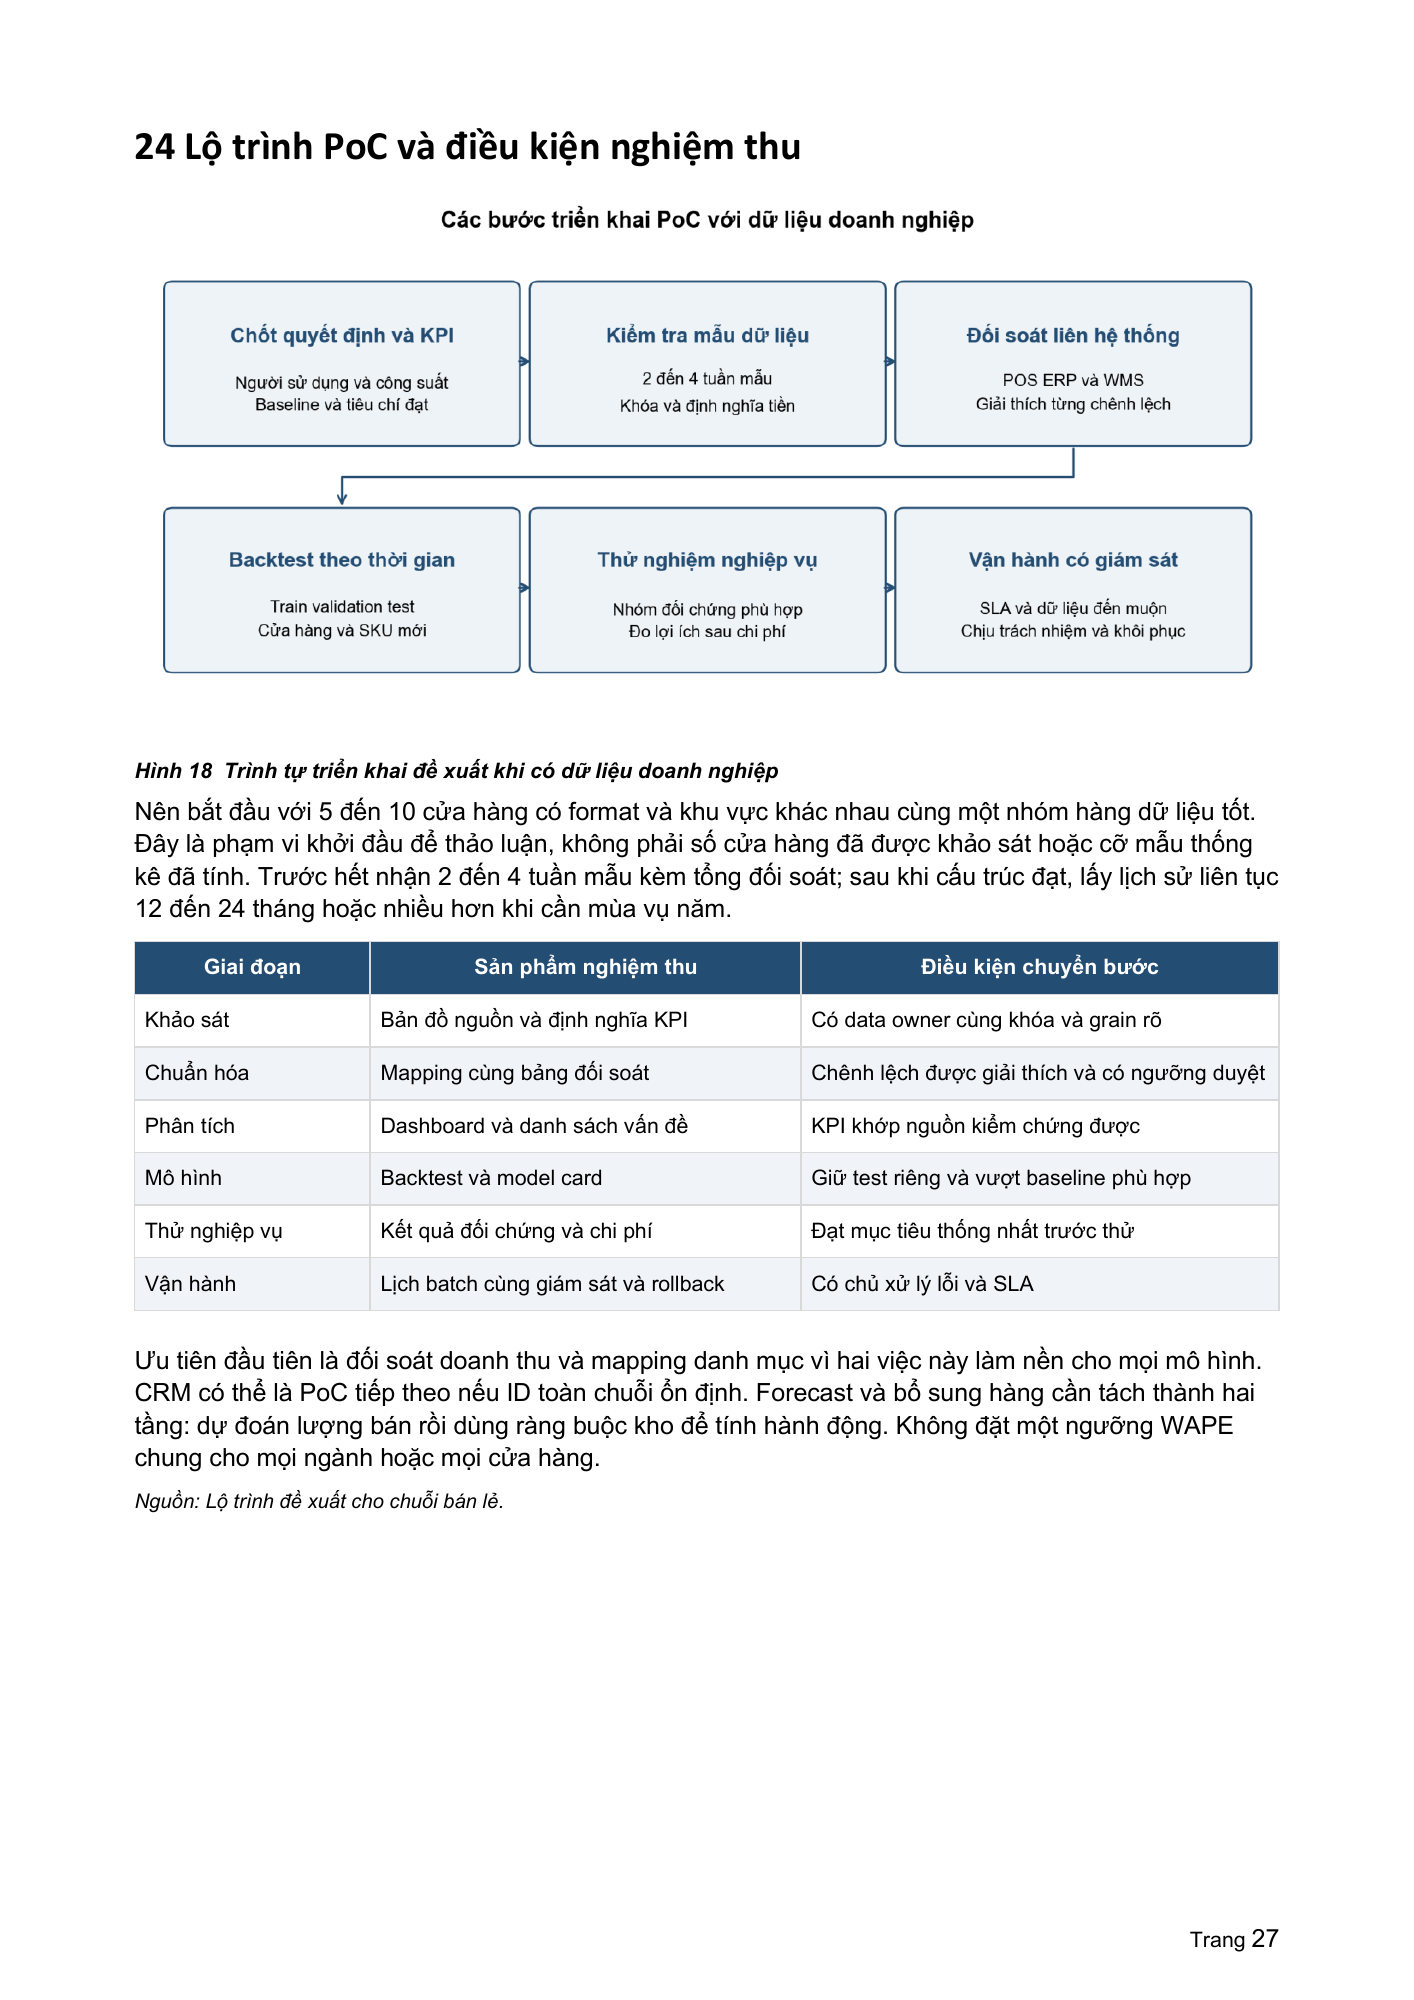 24 Lộ trình PoC và điều kiện nghiệm thu
Các bước triển khai PoC với dữ liệu doanh nghiệp
Chốt quyết định và KPI
Người sử dụng và công suất
Baseline và tiêu chí đạt
Kiểm tra mẫu dữ liệu
2 đến 4 tuần mẫu
Khóa và định nghĩa tiền
Đối soát liên hệ thống
POS ERP và WMS
Giải thích từng chênh lệch
Backtest theo thời gian
Train validation test
Cửa hàng và SKU mới
Thử nghiệm nghiệp vụ
Nhóm đối chứng phù hợp
Đo lợi ích sau chi phí
Vận hành có giám sát
SLA và dữ liệu đến muộn
Chịu trách nhiệm và khôi phục
Hình 18 Trình tự triển khai đề xuất khi có dữ liệu doanh nghiệp
Nên bắt đầu với 5 đến 10 cửa hàng có format và khu vực khác nhau cùng một nhóm hàng dữ liệu tốt.
Đây là phạm vi khởi đầu để thảo luận, không phải số cửa hàng đã được khảo sát hoặc cỡ mẫu thống
kê đã tính. Trước hết nhận 2 đến 4 tuần mẫu kèm tổng đối soát; sau khi cấu trúc đạt, lấy lịch sử liên tục
12 đến 24 tháng hoặc nhiều hơn khi cần mùa vụ năm.
Giai đoạn Sản phẩm nghiệm thu Điều kiện chuyển bước
Khảo sát Bản đồ nguồn và định nghĩa KPI Có data owner cùng khóa và grain rõ
Chuẩn hóa Mapping cùng bảng đối soát Chênh lệch được giải thích và có ngưỡng duyệt
Phân tích Dashboard và danh sách vấn đề KPI khớp nguồn kiểm chứng được
Mô hình Backtest và model card Giữ test riêng và vượt baseline phù hợp
Thử nghiệp vụ Kết quả đối chứng và chi phí Đạt mục tiêu thống nhất trước thử
Vận hành Lịch batch cùng giám sát và rollback Có chủ xử lý lỗi và SLA
Ưu tiên đầu tiên là đối soát doanh thu và mapping danh mục vì hai việc này làm nền cho mọi mô hình.
CRM có thể là PoC tiếp theo nếu ID toàn chuỗi ổn định. Forecast và bổ sung hàng cần tách thành hai
tầng: dự đoán lượng bán rồi dùng ràng buộc kho để tính hành động. Không đặt một ngưỡng WAPE
chung cho mọi ngành hoặc mọi cửa hàng.
Nguồn: Lộ trình đề xuất cho chuỗi bán lẻ.
Trang 27